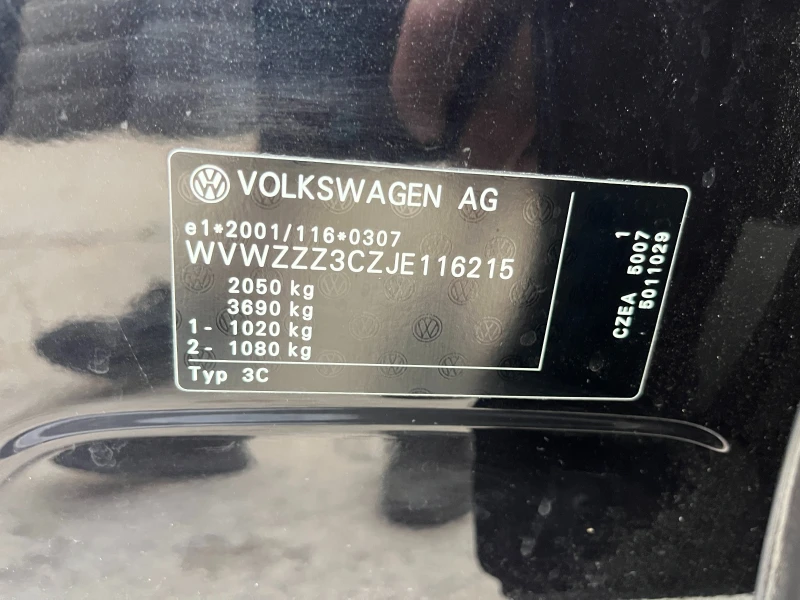 VOLKSWAGEN AG
e1*2001/116*0307
WVWZZZ3CZJE116215
2050 kg
3690 kg
1- 1020 kg
2- 1080 kg
Typ 3C
1
CZEA 5007
5011029